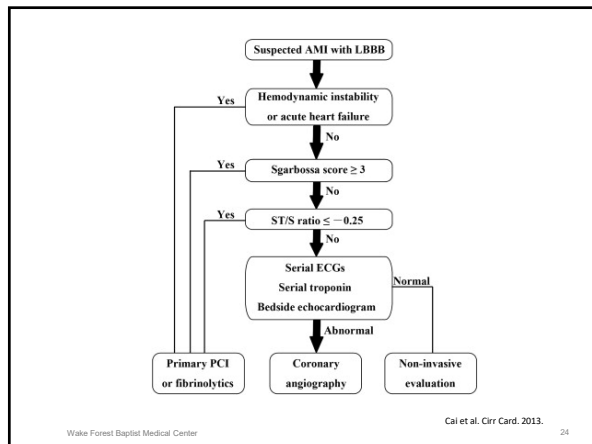 Suspected AMI with LBBB
Yes
Hemodynamic instability
or acute heart failure
No
Yes
Sgarbossa score ≥ 3
No
Yes
ST/S ratio ≤ —0.25
No
Serial ECGs
Serial troponin
Bedside echocardiogram
Normal
Abnormal
Primary PCI
or fibrinolytics
Coronary
angiography
Non-invasive
evaluation
Cai et al. Cirr Card. 2013.
Wake Forest Baptist Medical Center
24